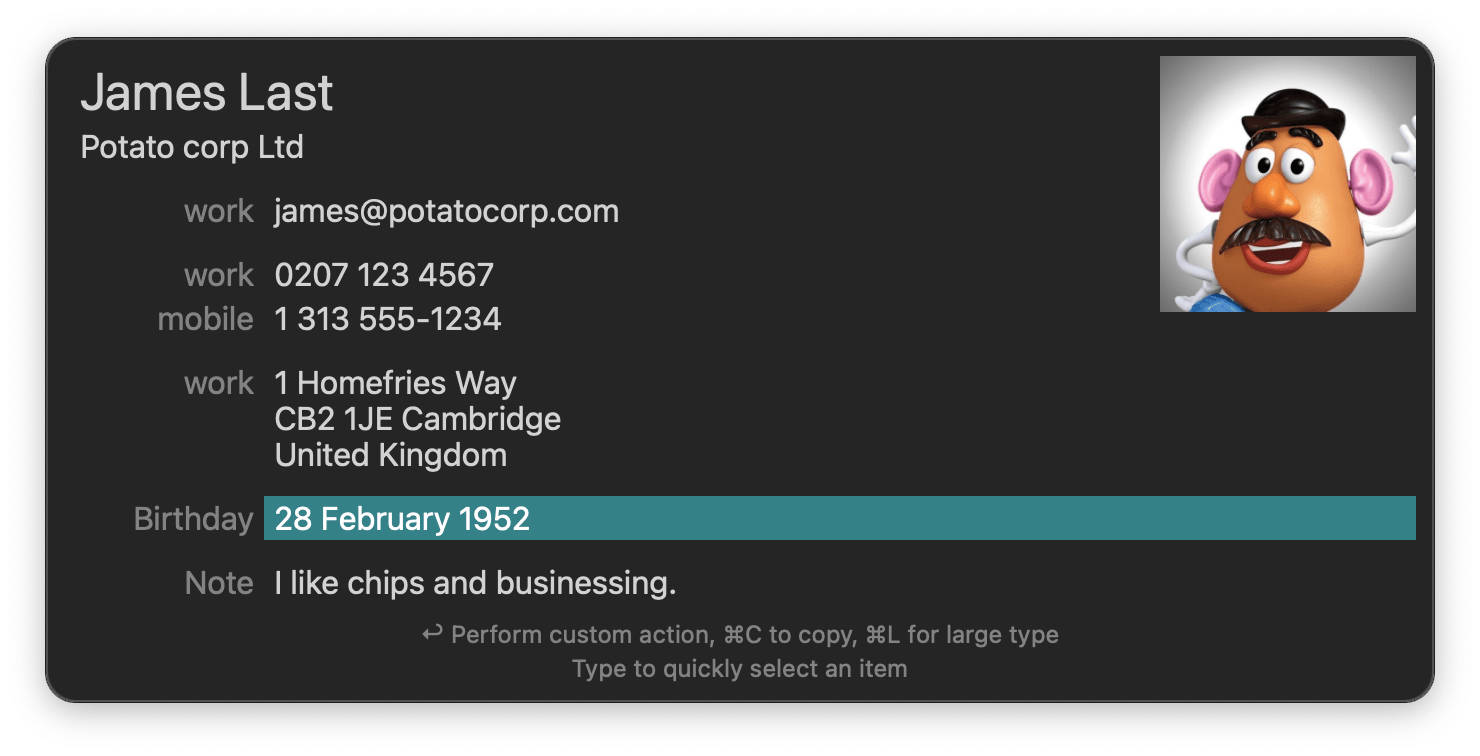 James Last
Potato corp Ltd
work james@potatocorp.com
work 0207 123 4567
mobile 1 313 555-1234
work 1 Homefries Way
CB2 1JE Cambridge
United Kingdom
Birthday 28 February 1952
Note I like chips and businessing.
↩ Perform custom action, ⌘C to copy, ⌘L for large type
Type to quickly select an item